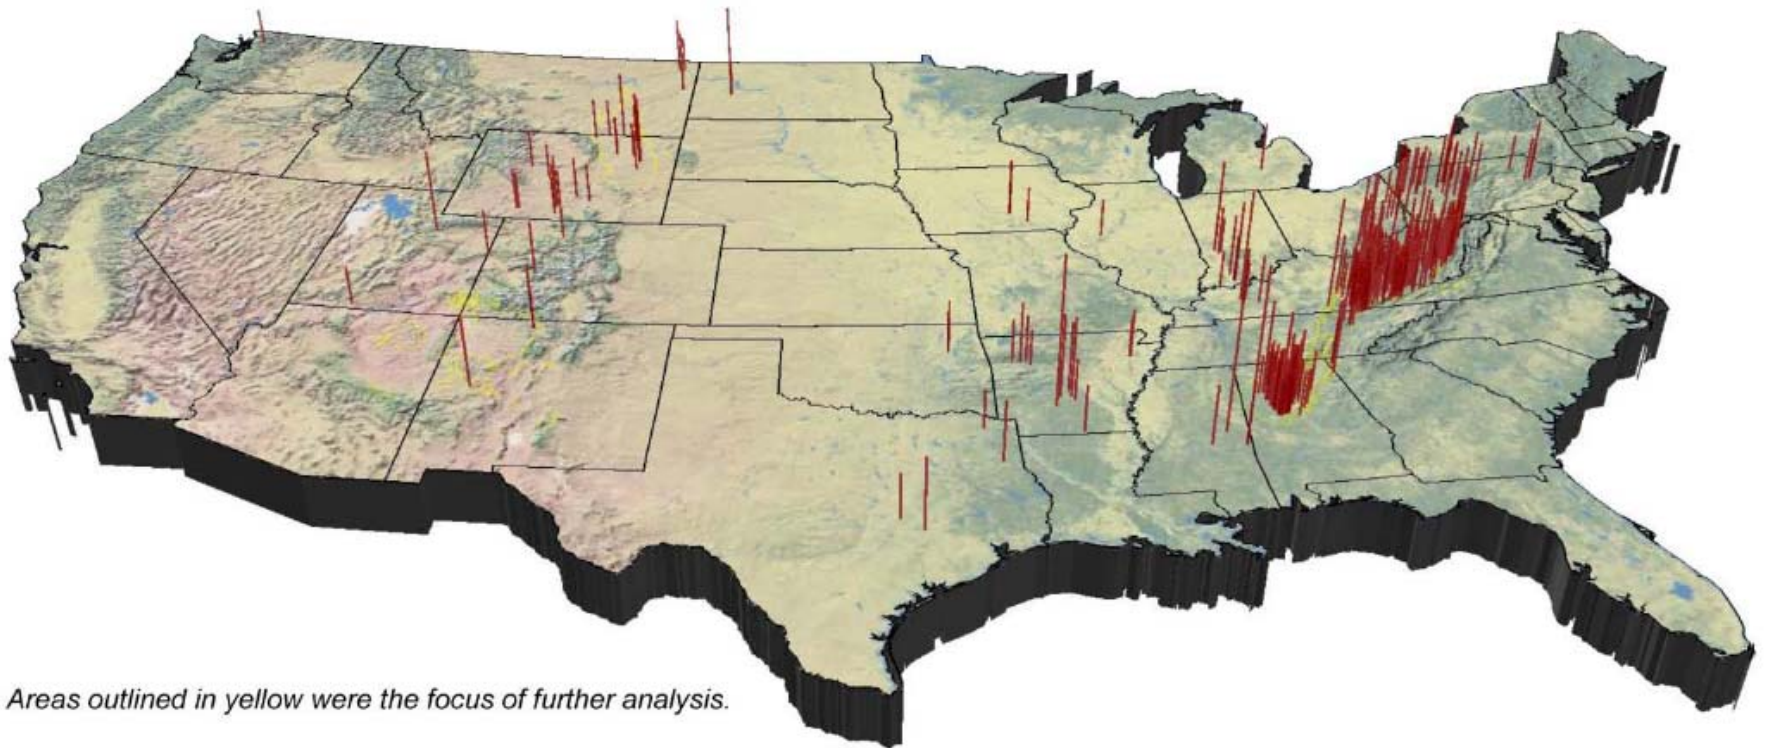 Areas outlined in yellow were the focus of further analysis.